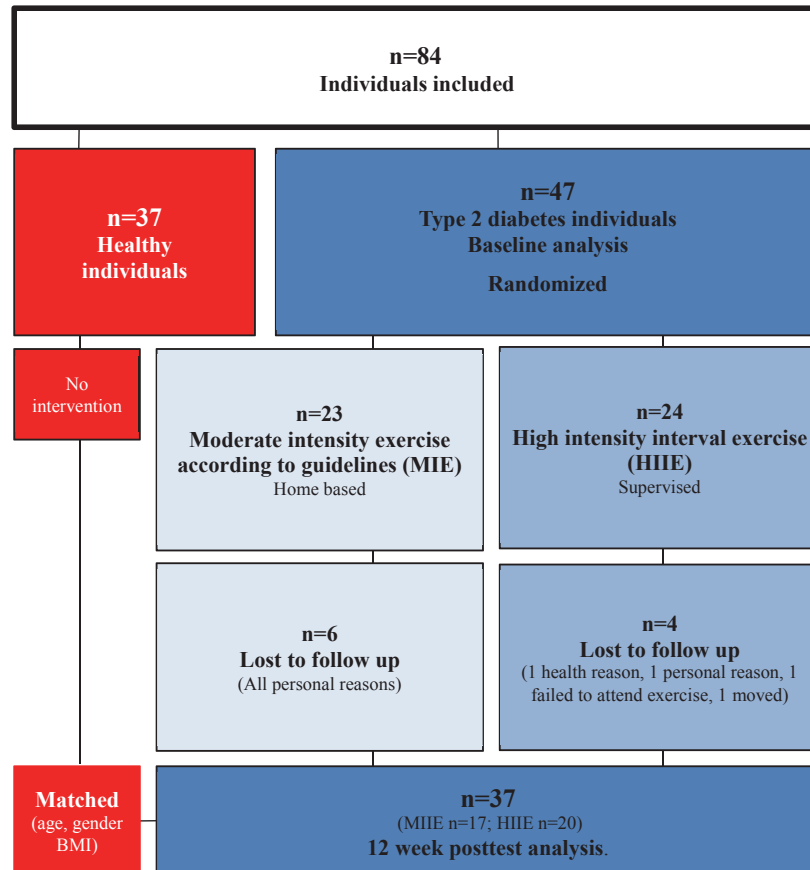 n=84
Individuals included
n=37
Healthy
individuals
n=47
Type 2 diabetes individuals
Baseline analysis
Randomized
No
intervention
n=23
Moderate intensity exercise
according to guidelines (MIE)
Home based
n=24
High intensity interval exercise
(HIIE)
Supervised
n=6
Lost to follow up
(All personal reasons)
n=4
Lost to follow up
(1 health reason, 1 personal reason, 1
failed to attend exercise, 1 moved)
Matched
(age, gender
BMI)
n=37
(MIIE n=17; HIIE n=20)
12 week posttest analysis.